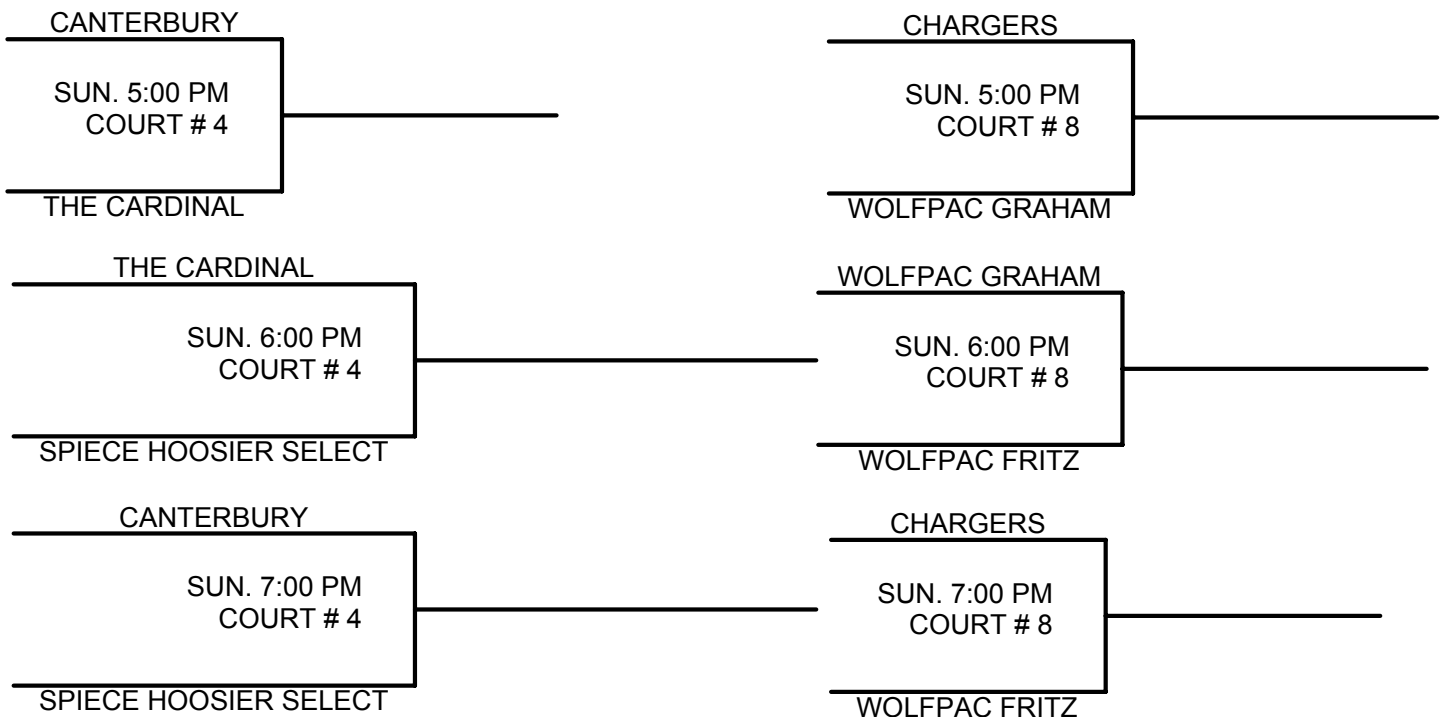 CANTERBURY
SUN. 5:00 PM
COURT # 4
THE CARDINAL
CHARGERS
SUN. 5:00 PM
COURT # 8
WOLFPAC GRAHAM
THE CARDINAL
SUN. 6:00 PM
COURT # 4
SPIECE HOOSIER SELECT
WOLFPAC GRAHAM
SUN. 6:00 PM
COURT # 8
WOLFPAC FRITZ
CANTERBURY
SUN. 7:00 PM
COURT # 4
SPIECE HOOSIER SELECT
CHARGERS
SUN. 7:00 PM
COURT # 8
WOLFPAC FRITZ